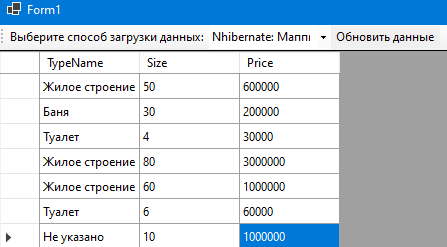 Form1
Выберите способ загрузки данных: Nhibernate: Маппи Обновить данные
TypeName Size Price
Жилое строение 50 600000
Баня 30 200000
Туалет 4 30000
Жилое строение 80 3000000
Жилое строение 60 1000000
Туалет 6 60000
Не указано 10 1000000